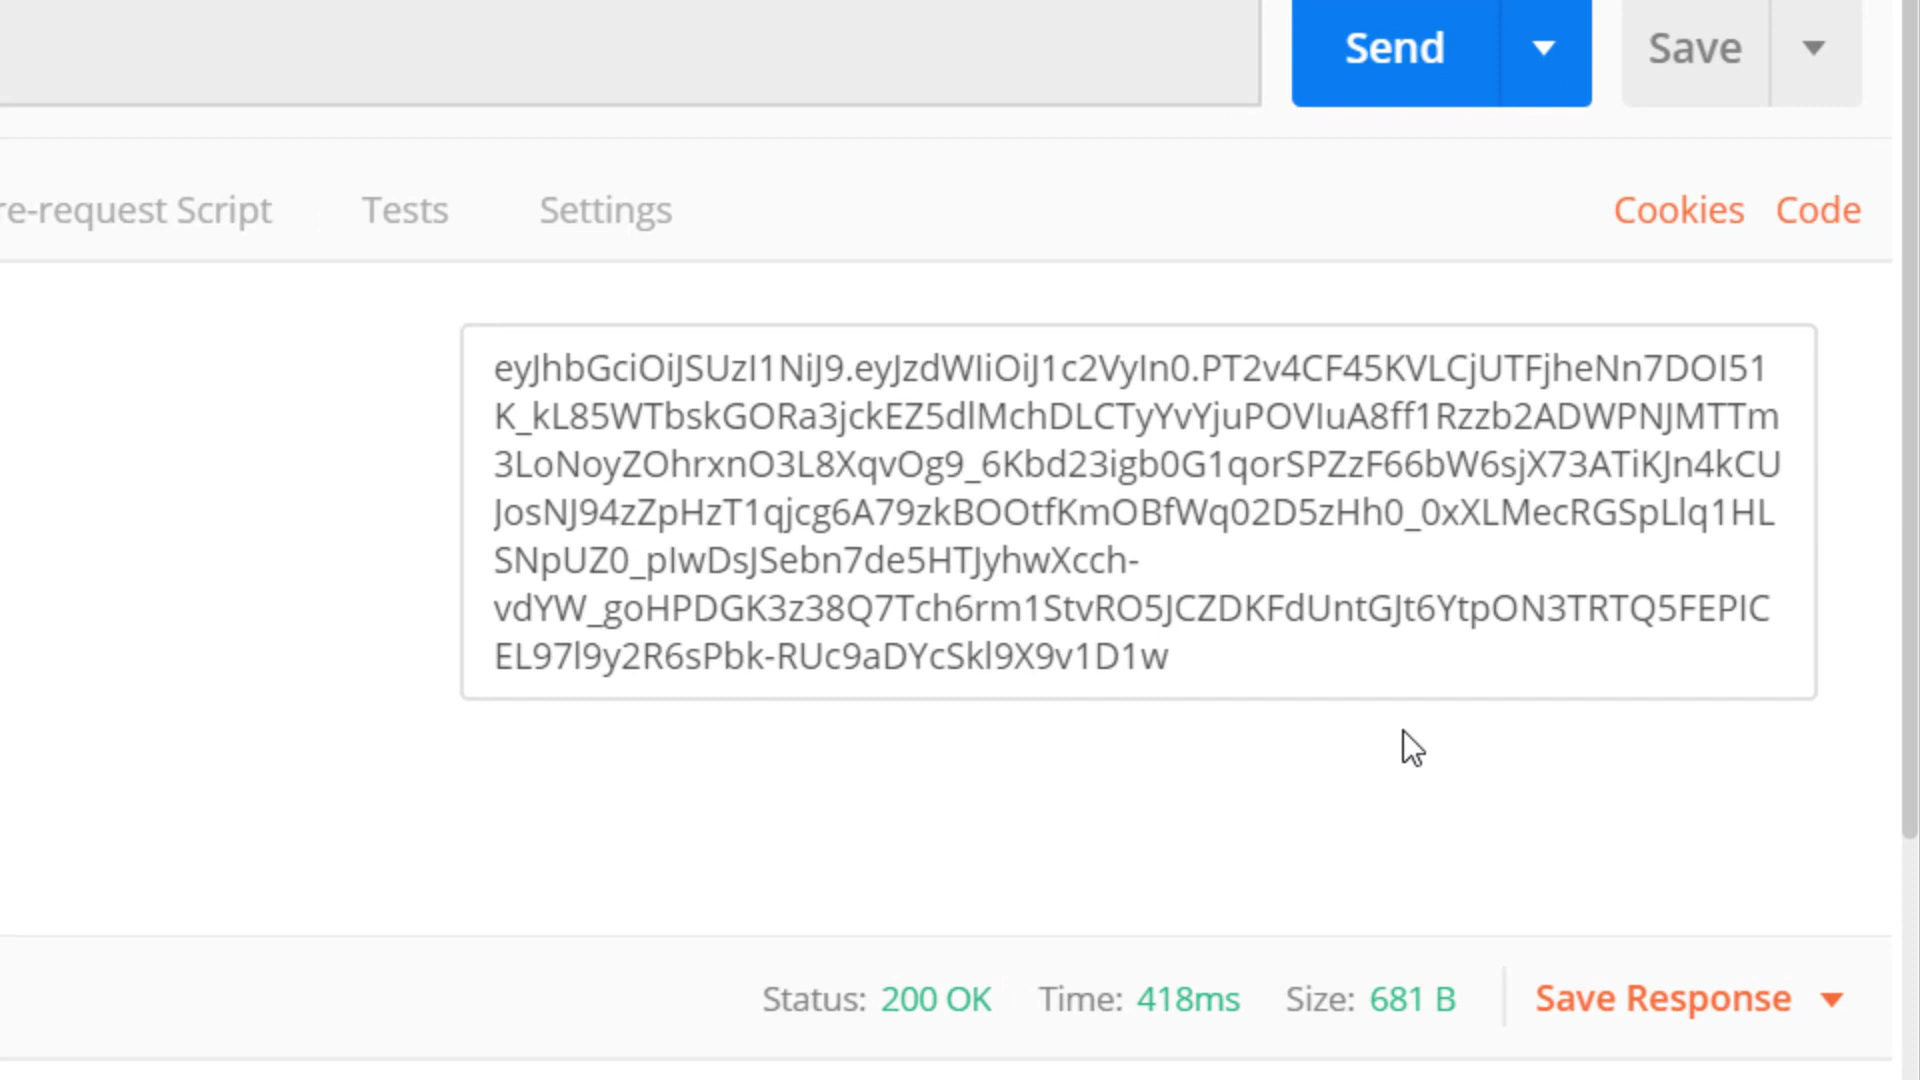 Send
Save
re-request Script Tests Settings Cookies Code
eyJhbGciOiJSUzI1NiJ9.eyJzdWIiOiJ1c2VyIn0.PT2v4CF45KVLCjUTFjheNn7DOI51
K_kL85WTbskGORa3jckEZ5dlMchDLCTyYvYjuPOVIuA8ff1Rzzb2ADWPNJMTTm
3LoNoyZOhrxnO3L8XqvOg9_6Kbd23igb0G1qorSPZzF66bW6sjX73ATiKJn4kCU
JosNJ94zZpHzT1qjcg6A79zkBOOtfKmOBfWq02D5zHh0_0xXLMecRGSpLlq1HL
SNpUZ0_pIwDsJSebn7de5HTJyhwXcch-
vdYW_goHPDGK3z38Q7Tch6rm1StvRO5JCZDKFdUntGJt6YtpON3TRTQ5FEPIC
EL97l9y2R6sPbk-RUc9aDYcSkl9X9v1D1w
Status: 200 OK Time: 418ms Size: 681 B Save Response